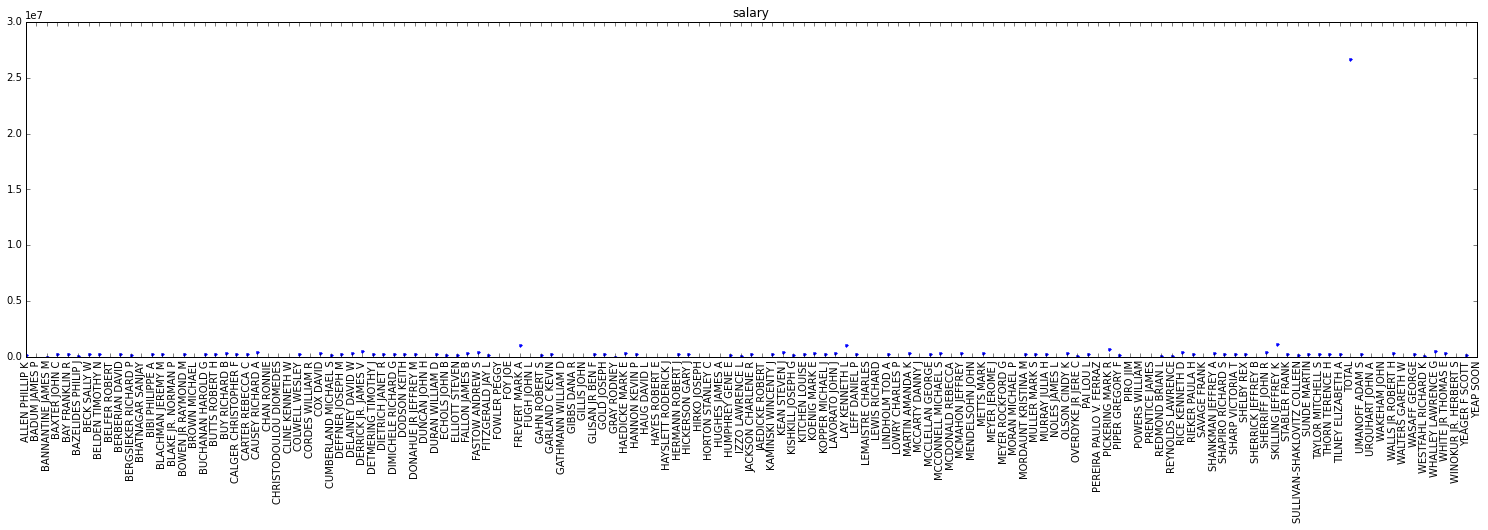 salary
1e7
3.0
2.5
2.0
1.5
1.0
0.5
0.0
ALLEN PHILLIP K
BADUM JAMES P
BANNANTINE JAMES M
BAXTER JOHN C
BAY FRANKLIN R
BAZELIDES PHILIP J
BECK SALLY W
BELDEN TIMOTHY N
BELFER ROBERT
BERBERIAN DAVID
BERGSIEKER RICHARD P
BHATNAGAR SANJAY
BIBI PHILIPPE A
BLACHMAN JEREMY M
BLAKE JR. NORMAN P
BOWEN JR RAYMOND M
BROWN MICHAEL
BUCHANAN HAROLD G
BUTTS ROBERT H
BUY RICHARD B
CALGER CHRISTOPHER F
CARTER REBECCA C
CAUSEY RICHARD A
CHAN RONNIE
CHRISTODOULOU DIOMEDES
CLINE KENNETH W
COLWELL WESLEY
CORDES WILLIAM R
COX DAVID
CUMBERLAND MICHAEL S
DEFFNER JOSEPH M
DELAINEY DAVID W
DERRICK JR. JAMES V
DETMERING TIMOTHY J
DIETRICH JANET R
DIMICHELE RICHARD G
DODSON KEITH
DONAHUE JR JEFFREY M
DUNCAN JOHN H
DURAN WILLIAM D
ECHOLS JOHN B
ELLIOTT STEVEN
FALLON JAMES B
FASTOW ANDREW S
FITZGERALD JAY L
FOWLER PEGGY
FOY JOE
FREVERT MARK A
FUGH JOHN L
GAHN ROBERT S
GARLAND C KEVIN
GATHMANN WILLIAM D
GIBBS DANA R
GILLIS JOHN
GLISAN JR BEN F
GOLD JOSEPH
GRAY RODNEY
HAEDICKE MARK E
HANNON KEVIN P
HAUG DAVID L
HAYES ROBERT E
HAYSLETT RODERICK J
HERMANN ROBERT J
HICKERSON GARY J
HIRKO JOSEPH
HORTON STANLEY C
HUGHES JAMES A
HUMPHREY GENE E
IZZO LAWRENCE L
JACKSON CHARLENE R
JAEDICKE ROBERT
KAMINSKI WINCENTY J
KEAN STEVEN J
KISHKILL JOSEPH G
KITCHEN LOUISE
KOENIG MARK E
KOPPER MICHAEL J
LAVORATO JOHN J
LAY KENNETH L
LEFF DANIEL P
LEMAISTRE CHARLES
LEWIS RICHARD
LINDHOLM TOD A
LOWRY CHARLES P
MARTIN AMANDA K
MCCARTY DANNY J
MCCLELLAN GEORGE
MCCONNELL MICHAEL S
MCDONALD REBECCA
MCMAHON JEFFREY
MENDELSOHN JOHN
METTS MARK
MEYER JEROME J
MEYER ROCKFORD G
MORAN MICHAEL P
MORDAUNT KRISTINA M
MULLER MARK S
MURRAY JULIA H
NOLES JAMES L
OLSON CINDY K
OVERDYKE JR JERE C
PAI LOU L
PEREIRA PAULO V. FERRAZ
PICKERING MARK R
PIPER GREGORY F
PIRO JIM
POWERS WILLIAM
PRENTICE JAMES
REDMOND BRIAN L
REYNOLDS LAWRENCE
RICE KENNETH D
RIEKER PAULA H
SAVAGE FRANK
SHANKMAN JEFFREY A
SHAPIRO RICHARD S
SHARP VICTORIA T
SHELBY REX
SHERRICK JEFFREY B
SHERRIFF JOHN R
SKILLING JEFFREY K
STABLER FRANK
SULLIVAN-SHAKLOVITZ COLLEEN
SUNDE MARTIN
TAYLOR MITCHELL S
THORN TERENCE H
TILNEY ELIZABETH A
TOTAL
UMANOFF ADAM S
URQUHART JOHN A
WAKEHAM JOHN
WALLS JR ROBERT H
WALTERS GARETH W
WASAFF GEORGE
WESTFAHL RICHARD K
WHALLEY LAWRENCE G
WHITE JR THOMAS E
WINOKUR JR. HERBERT S
YEAGER F SCOTT
YEAP SOON